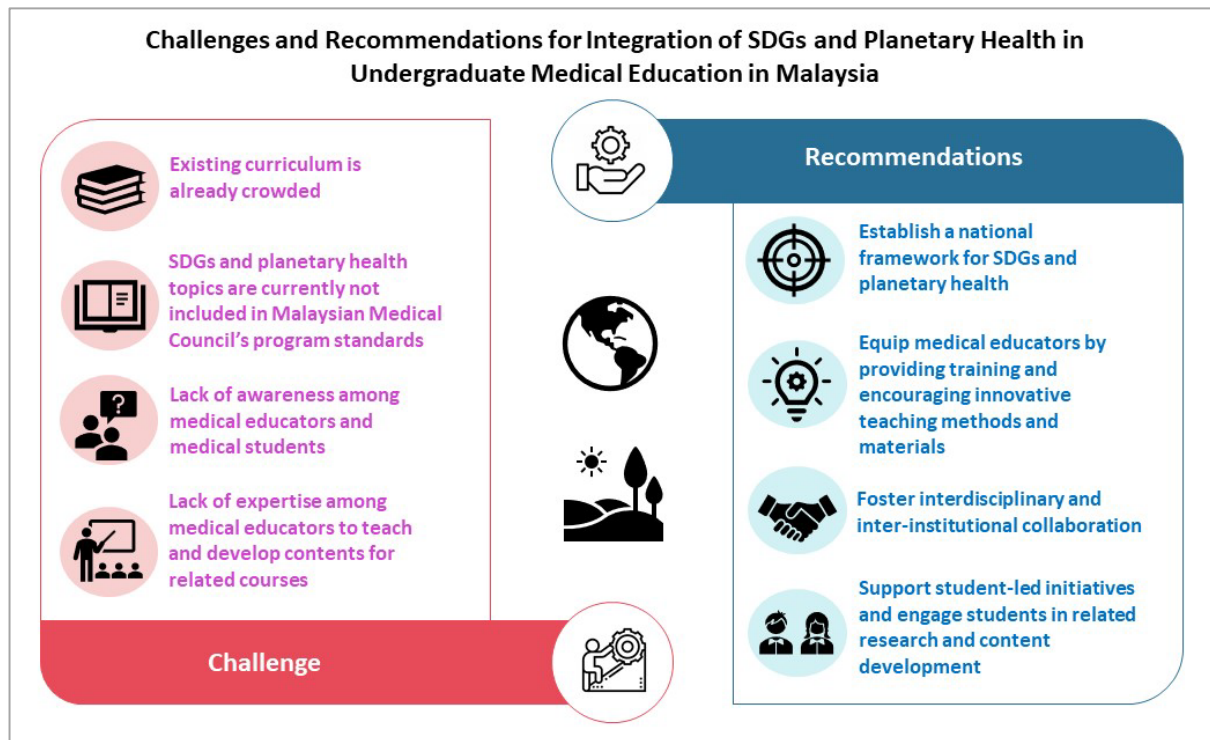 Challenges and Recommendations for Integration of SDGs and Planetary Health in
Undergraduate Medical Education in Malaysia
Existing curriculum is
already crowded
SDGs and planetary health
topics are currently not
included in Malaysian Medical
Council's program standards
Lack of awareness among
medical educators and
medical students
Lack of expertise among
medical educators to teach
and develop contents for
related courses
Challenge
Recommendations
Establish a national
framework for SDGs and
planetary health
Equip medical educators by
providing training and
encouraging innovative
teaching methods and
materials
Foster interdisciplinary and
inter-institutional collaboration
Support student-led initiatives
and engage students in related
research and content
development